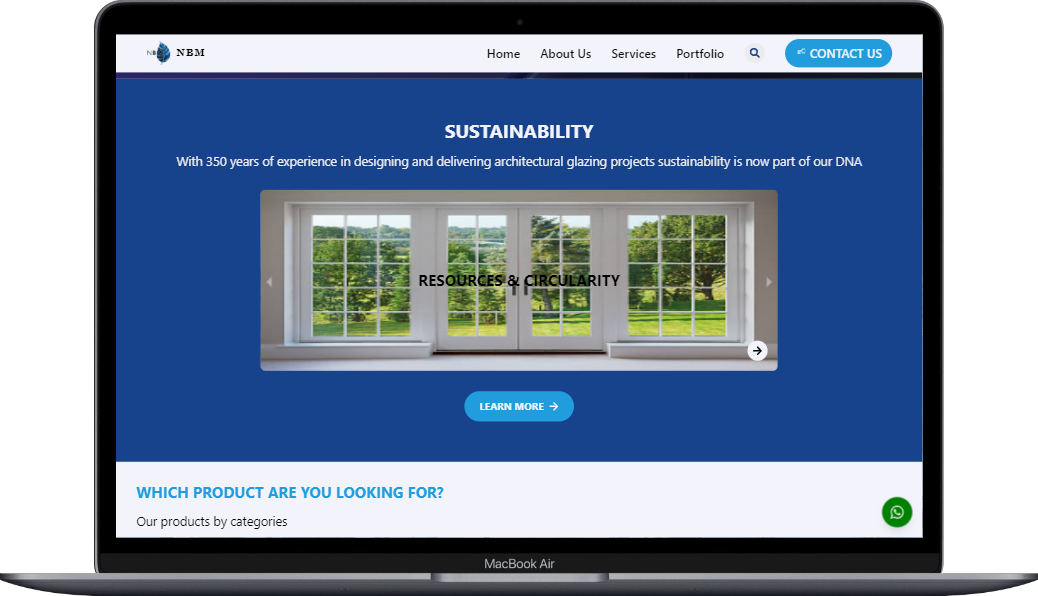 NBM
Home About Us Services Portfolio CONTACT US
SUSTAINABILITY
With 350 years of experience in designing and delivering architectural glazing projects sustainability is now part of our DNA
RESOURCES & CIRCULARITY
LEARN MORE
WHICH PRODUCT ARE YOU LOOKING FOR?
Our products by categories
MacBook Air